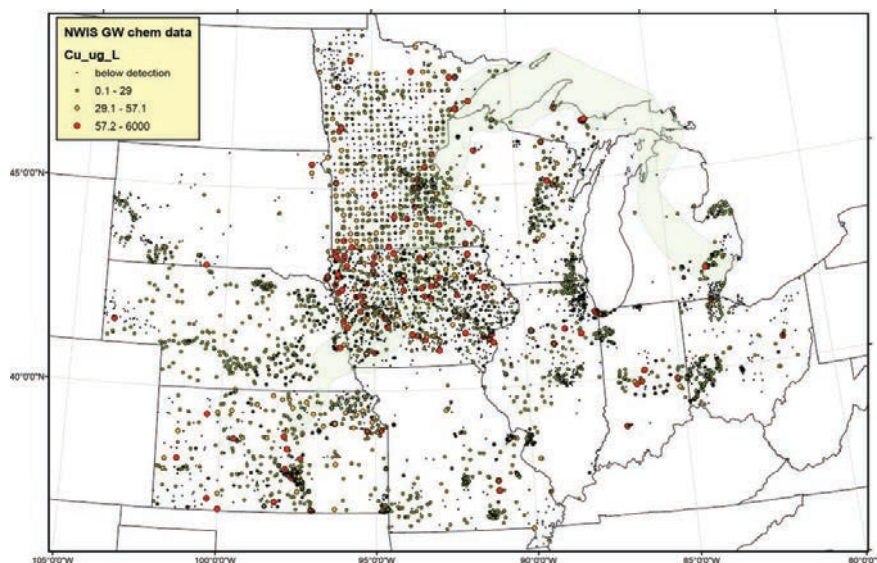 NWIS GW chem data
Cu_ug_L
below detection
0.1 - 29
29.1 - 57.1
57.2 - 6000
45°0'0"N
40°0'0"N
105°0'0"W
100°0'0"W
95°0'0"W
90°0'0"W
85°0'0"W
80°0'0"W